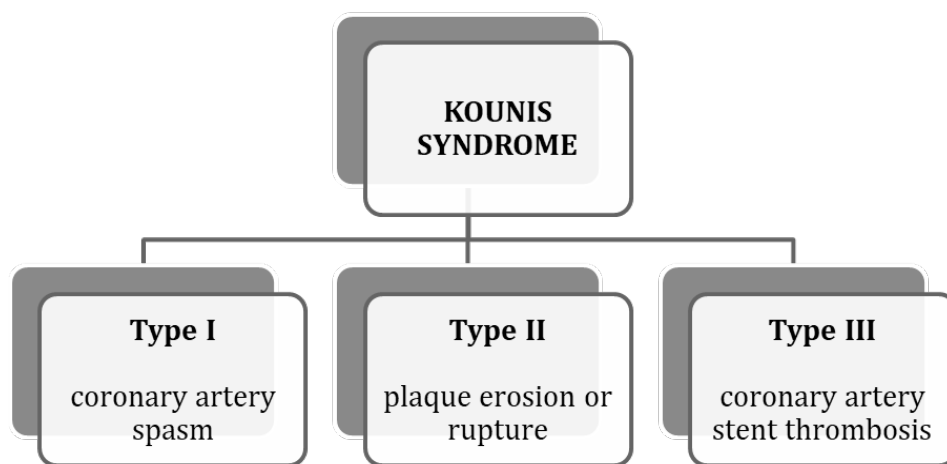 KOUNIS
SYNDROME
Type I
coronary artery
spasm
Type II
plaque erosion or
rupture
Type III
coronary artery
stent thrombosis